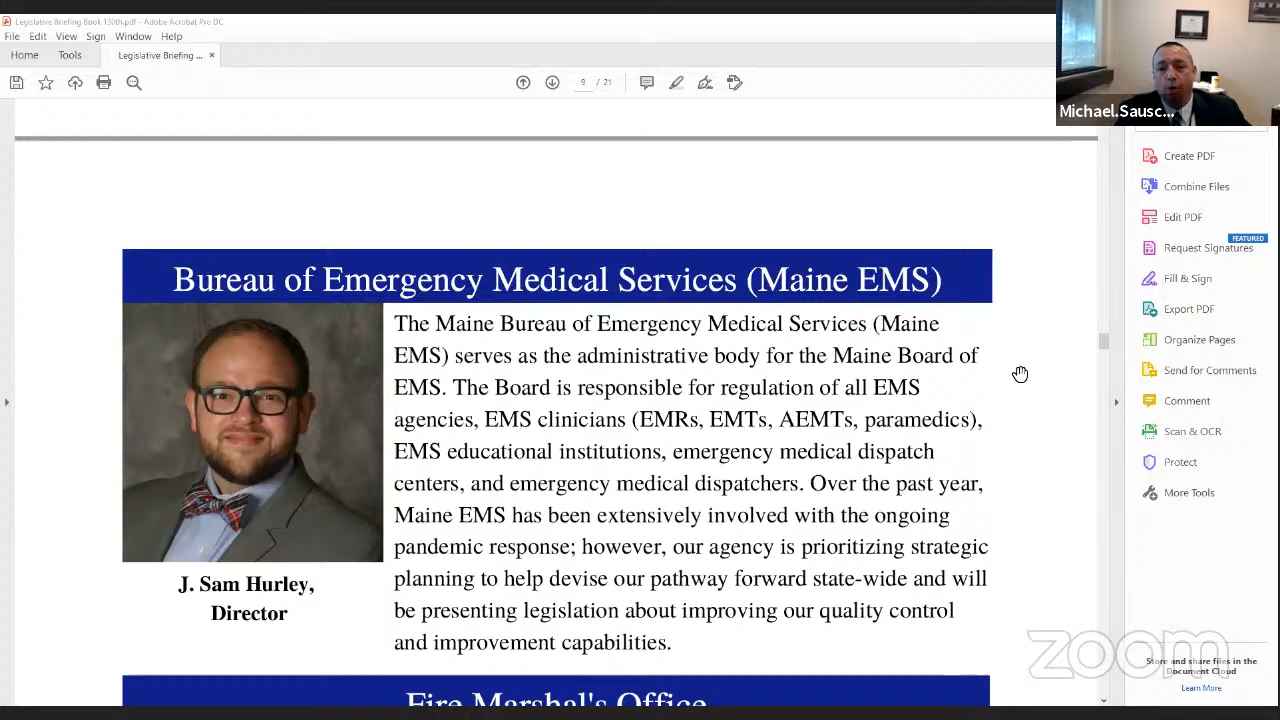 Legislative Briefing Book 130th.pdf - Adobe Acrobat Pro DC
File Edit View Sign Window Help
Home Tools Legislative Briefing ... ×
9 / 21
Michael.Sausc...
Create PDF
Combine Files
Edit PDF
FEATURED
Request Signatures
Fill & Sign
Export PDF
Organize Pages
Send for Comments
Comment
Scan & OCR
Protect
More Tools
Store and share files in the
Document Cloud
Learn More
Bureau of Emergency Medical Services (Maine EMS)
The Maine Bureau of Emergency Medical Services (Maine
EMS) serves as the administrative body for the Maine Board of
EMS. The Board is responsible for regulation of all EMS
agencies, EMS clinicians (EMRs, EMTs, AEMTs, paramedics),
EMS educational institutions, emergency medical dispatch
centers, and emergency medical dispatchers. Over the past year,
Maine EMS has been extensively involved with the ongoing
pandemic response; however, our agency is prioritizing strategic
planning to help devise our pathway forward state-wide and will
be presenting legislation about improving our quality control
and improvement capabilities.
J. Sam Hurley,
Director
Fire Marshal's Office
zoom